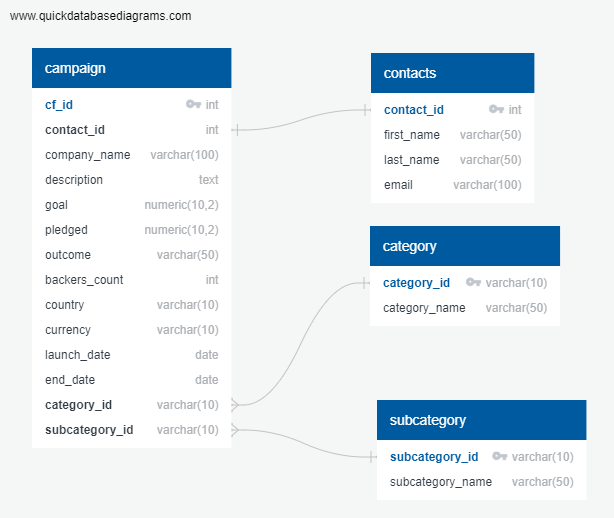 www.quickdatabasediagrams.com
campaign
cf_id int
contact_id int
company_name varchar(100)
description text
goal numeric(10,2)
pledged numeric(10,2)
outcome varchar(50)
backers_count int
country varchar(10)
currency varchar(10)
launch_date date
end_date date
category_id varchar(10)
subcategory_id varchar(10)
contacts
contact_id int
first_name varchar(50)
last_name varchar(50)
email varchar(100)
category
category_id varchar(10)
category_name varchar(50)
subcategory
subcategory_id varchar(10)
subcategory_name varchar(50)